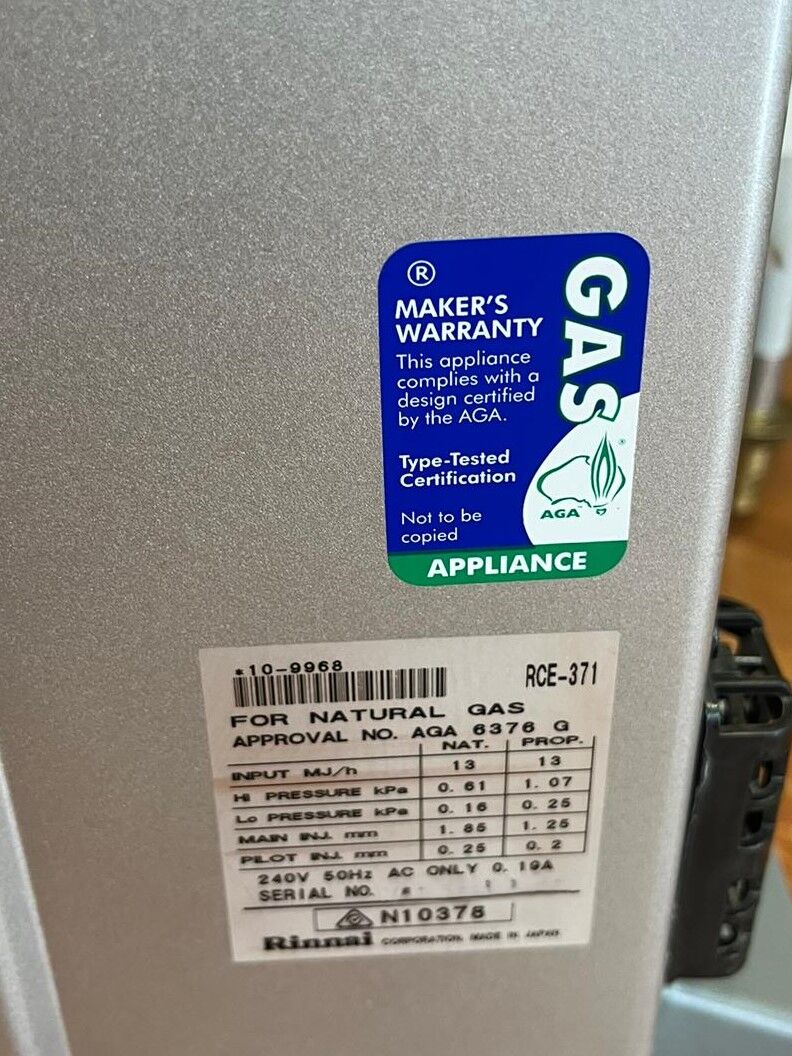 ®
GAS
MAKER'S
WARRANTY
This appliance
complies with a
design certified
by the AGA.
Type-Tested
Certification
Not to be
copied
AGA
APPLIANCE
*10-9968
RCE-371
FOR NATURAL GAS
APPROVAL NO. AGA 6376 G
NAT. PROP.
INPUT MJ/h 13 13
Hi PRESSURE kPa 0.61 1.07
Lo PRESSURE kPa 0.16 0.25
MAIN INJ. mm 1.85 1.25
PILOT INJ. mm 0.25 0.2
240V 50Hz AC ONLY 0.19A
SERIAL NO.
N10378
Rinnai CORPORATION. MADE IN JAPAN